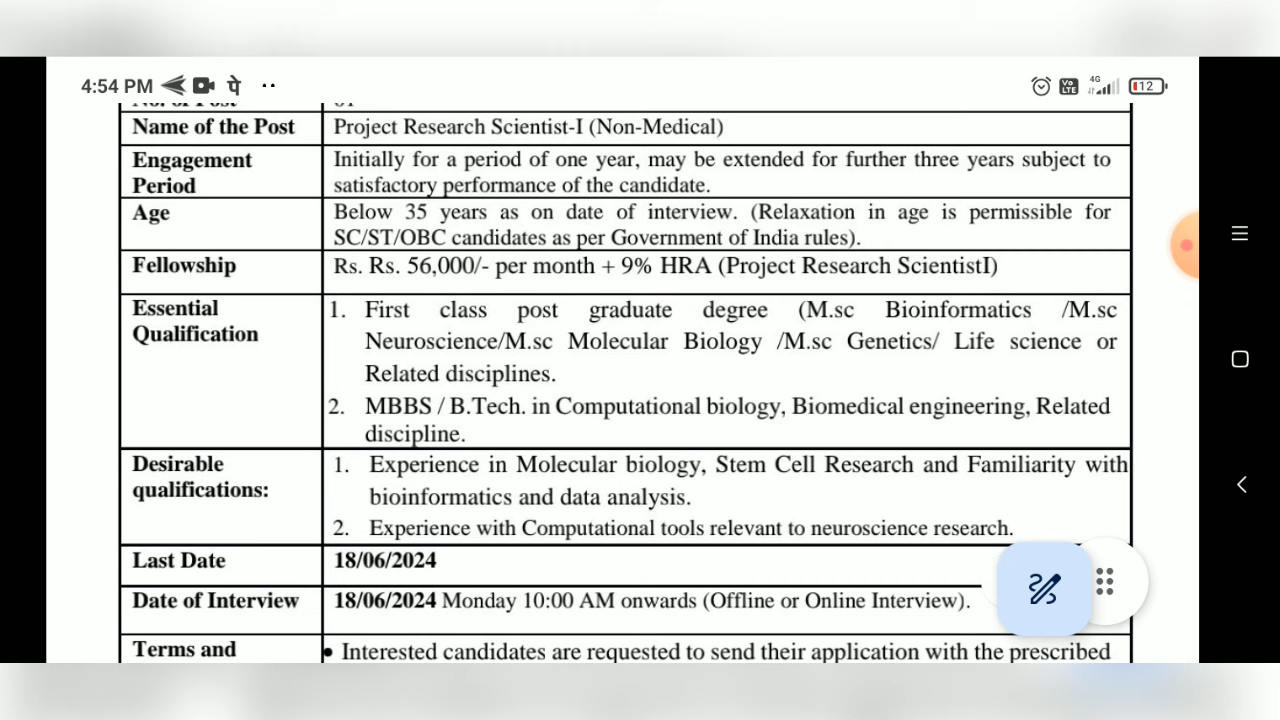 4:54 PM पे ··
Vo LTE 4G 12
No. of Post 01
Name of the Post Project Research Scientist-I (Non-Medical)
Engagement Initially for a period of one year, may be extended for further three years subject to
Period satisfactory performance of the candidate.
Age Below 35 years as on date of interview. (Relaxation in age is permissible for
SC/ST/OBC candidates as per Government of India rules).
Fellowship Rs. Rs. 56,000/- per month + 9% HRA (Project Research ScientistI)
Essential 1. First class post graduate degree (M.sc Bioinformatics /M.sc
Qualification Neuroscience/M.sc Molecular Biology /M.sc Genetics/ Life science or
Related disciplines.
2. MBBS / B.Tech. in Computational biology, Biomedical engineering, Related
discipline.
Desirable 1. Experience in Molecular biology, Stem Cell Research and Familiarity with
qualifications: bioinformatics and data analysis.
2. Experience with Computational tools relevant to neuroscience research.
Last Date 18/06/2024
Date of Interview 18/06/2024 Monday 10:00 AM onwards (Offline or Online Interview).
Terms and • Interested candidates are requested to send their application with the prescribed